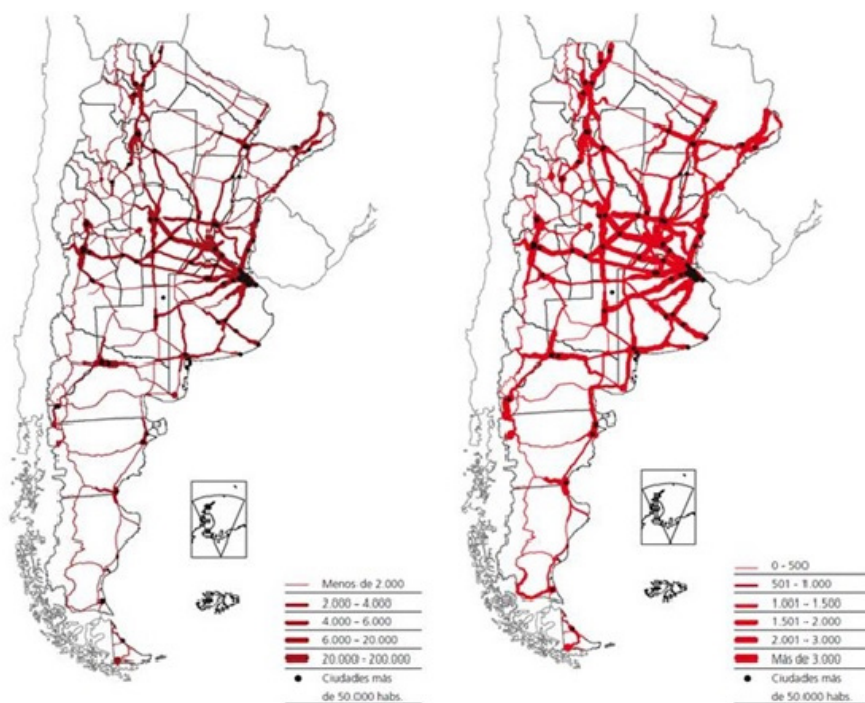 Menos de 2.000
2.000 – 4.000
4.000 – 6.000
6.000 – 20.000
20.000 – 200.000
Ciudades más
de 50.000 habs.
0 – 500
501 – 1.000
1.001 – 1.500
1.501 – 2.000
2.001 – 3.000
Más de 3.000
Ciudades más
de 50.000 habs.